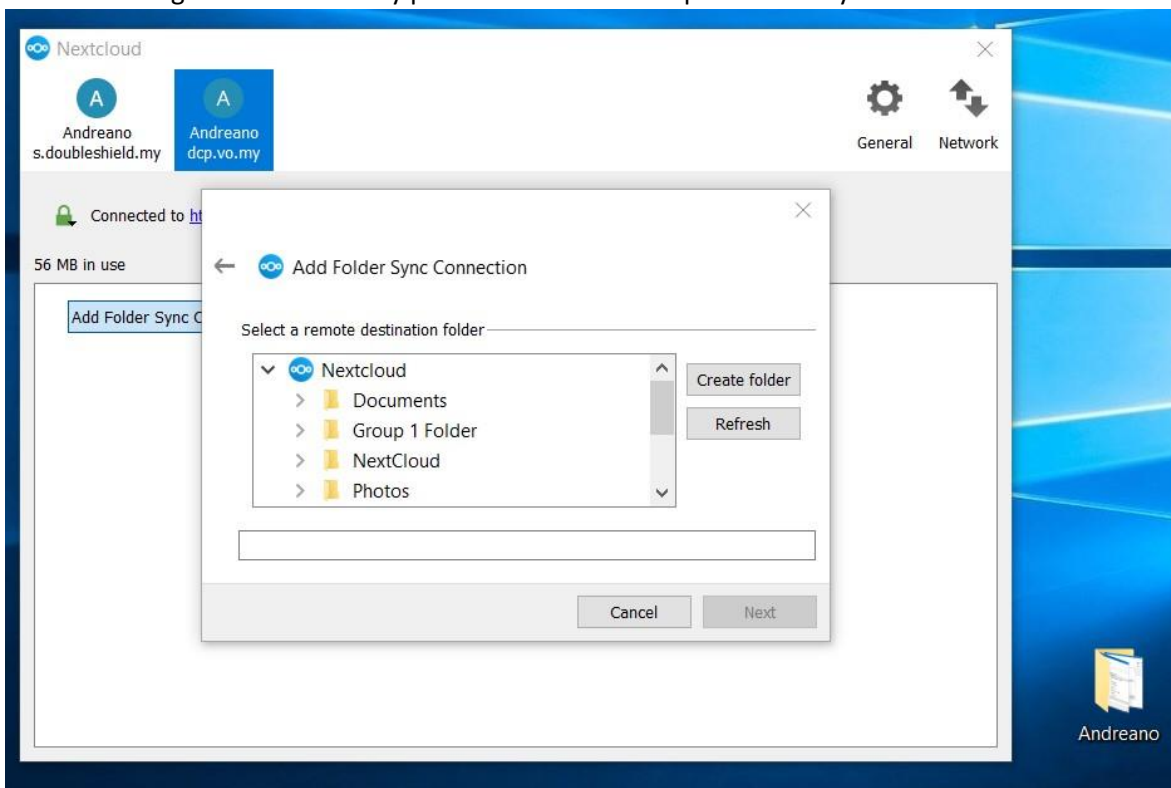 Nextcloud
A
A
Andreano
s.doubleshield.my
Andreano
dcp.vo.my
General
Network
Connected to ht
56 MB in use
Add Folder Sync Connection
Add Folder Sync C
Select a remote destination folder
Nextcloud
Documents
Group 1 Folder
NextCloud
Photos
Create folder
Refresh
Cancel
Next
Andreano